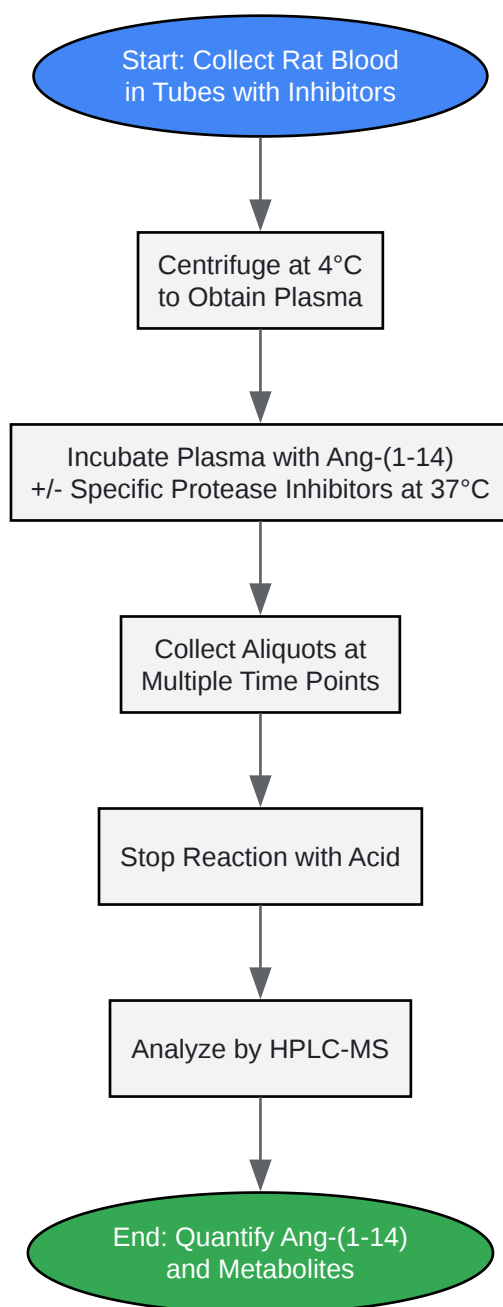 Start: Collect Rat Blood
in Tubes with Inhibitors
Centrifuge at 4°C
to Obtain Plasma
Incubate Plasma with Ang-(1-14)
+/- Specific Protease Inhibitors at 37°C
Collect Aliquots at
Multiple Time Points
Stop Reaction with Acid
Analyze by HPLC-MS
End: Quantify Ang-(1-14)
and Metabolites